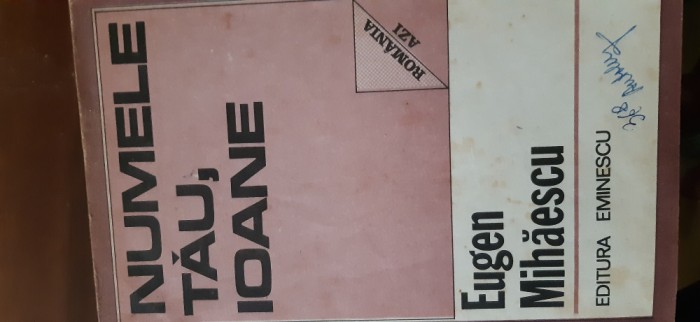 NUMELE
TĂU,
IOANE
ROMÂNIA
AZI
Eugen
Mihăescu
EDITURA EMINESCU